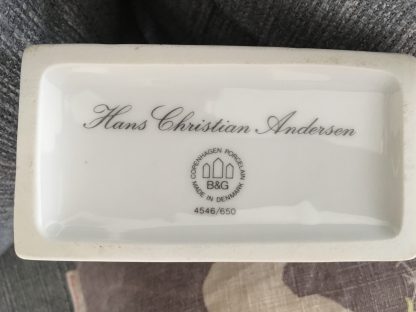 Hans Christian Andersen
COPENHAGEN PORCELAIN
B&G
MADE IN DENMARK
4546/650